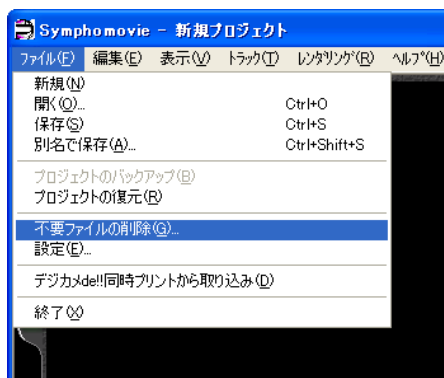 Symphomovie - 新規プロジェクト
ファイル(F) 編集(E) 表示(V) トラック(T) レンダリング(R) ヘルプ(H)
新規(N)
開く(O)... Ctrl+O
保存(S) Ctrl+S
別名で保存(A)... Ctrl+Shift+S
プロジェクトのバックアップ(B)
プロジェクトの復元(R)
不要ファイルの削除(G)...
設定(E)...
デジカメde!!同時プリントから取り込み(D)
終了(X)